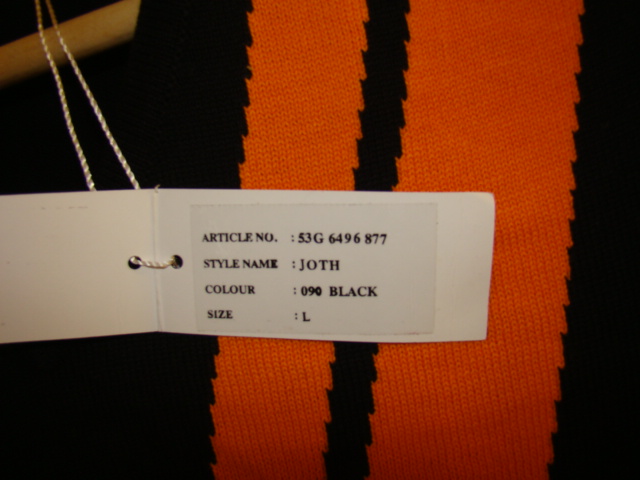 ARTICLE NO. : 53G 6496 877
STYLE NAME : JOTH
COLOUR : 090 BLACK
SIZE : L